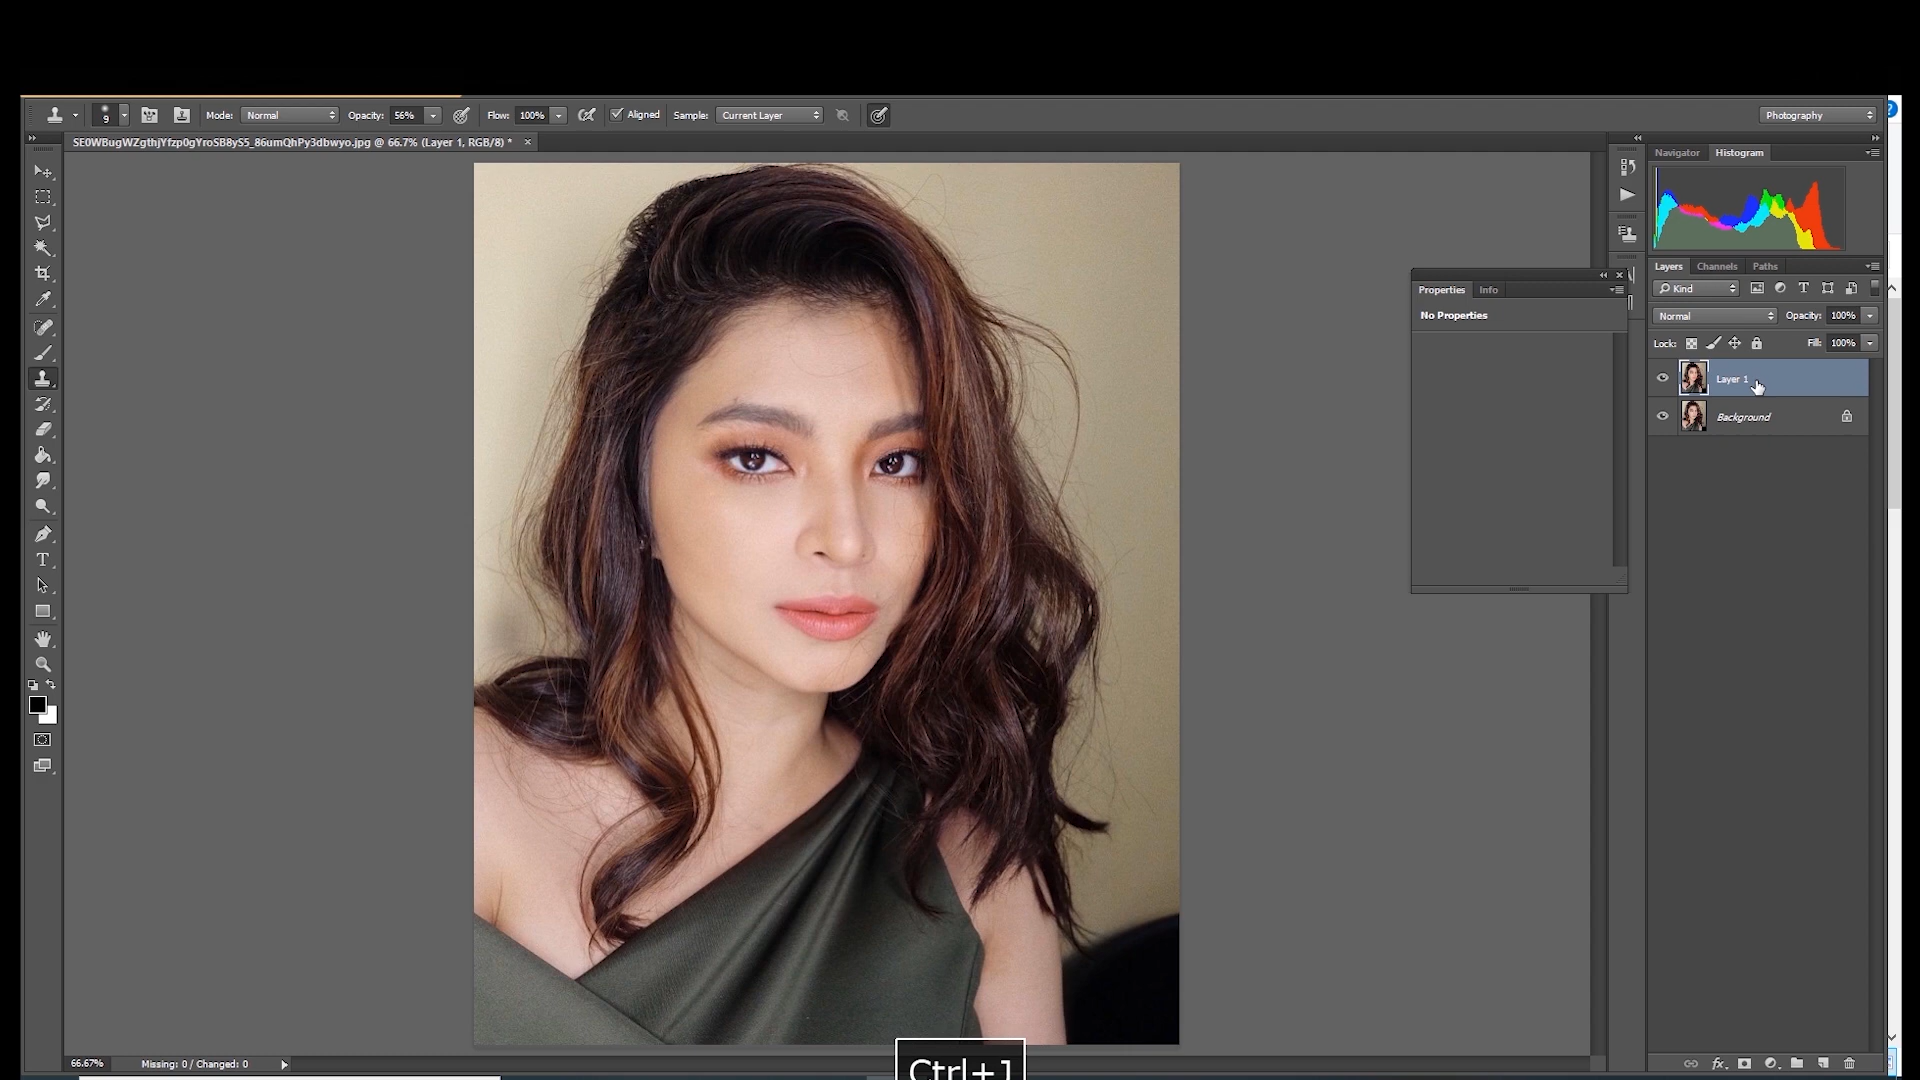 9 Mode: Normal Opacity: 56% Flow: 100% Aligned Sample: Current Layer Photography
SE0WBugWZgthjYfzp0gYroSB8yS5_86umQhPy3dbwyo.jpg @ 66.7% (Layer 1, RGB/8) * ×
Navigator Histogram
Layers Channels Paths
Kind
Properties Info
Normal Opacity: 100%
No Properties
Lock: Fill: 100%
Layer 1
Background
66.67% Missing: 0 / Changed: 0
fx
Ctrl+J